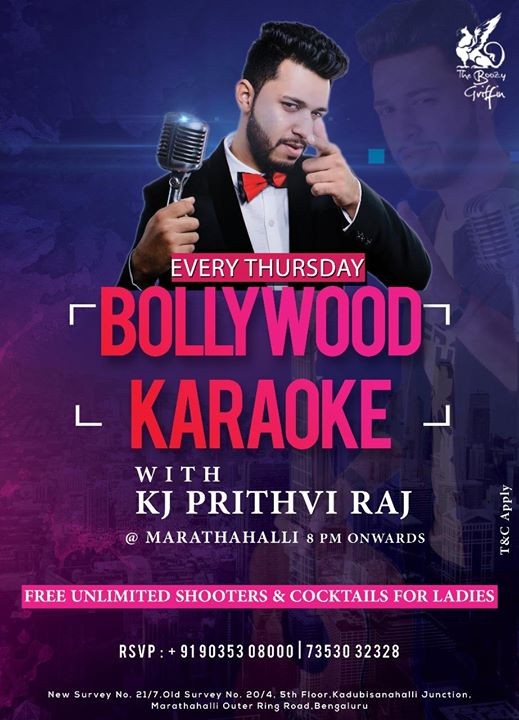 The Boozy
Griffin
EVERY THURSDAY
BOLLYWOOD
KARAOKE
WITH
KJ PRITHVI RAJ
@ MARATHAHALLI 8 PM ONWARDS
T&C Apply
FREE UNLIMITED SHOOTERS & COCKTAILS FOR LADIES
RSVP : + 91 90353 08000 | 73530 32328
New Survey No. 21/7,Old Survey No. 20/4, 5th Floor,Kadubisanahalli Junction,
Marathahalli Outer Ring Road,Bengaluru